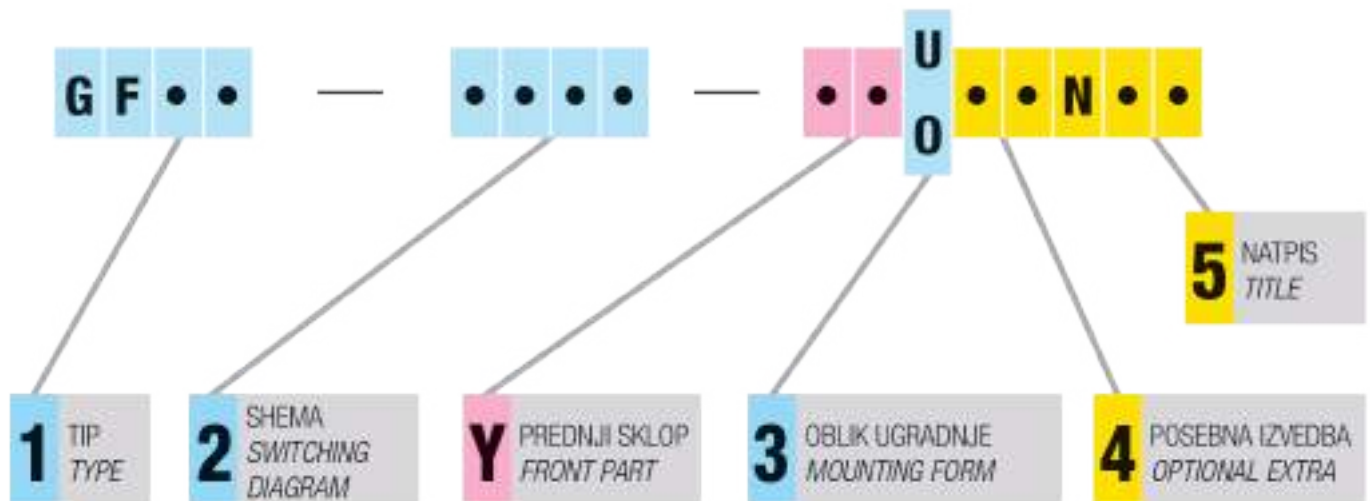 GF•• — •••• — ••U••N••
O
5 NATPIS
TITLE
1 TIP
TYPE
2 SHEMA
SWITCHING
DIAGRAM
Y PREDNJI SKLOP
FRONT PART
3 OBLIK UGRADNJE
MOUNTING FORM
4 POSEBNA IZVEDBA
OPTIONAL EXTRA